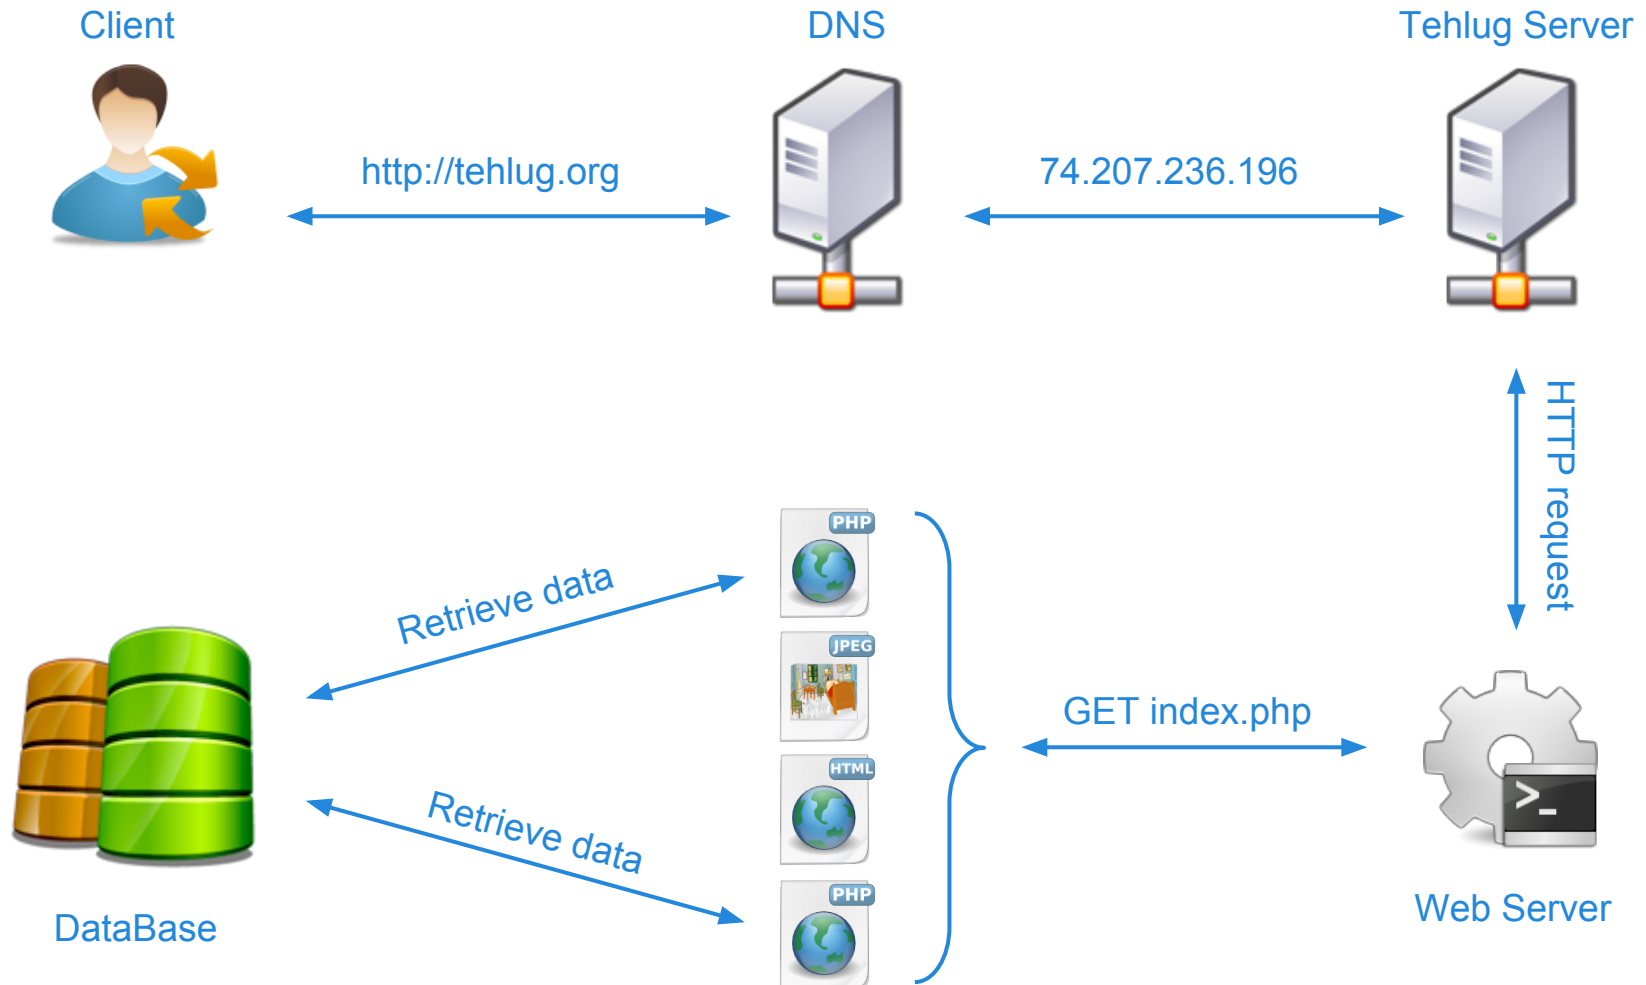 Client
DNS
Tehlug Server
http://tehlug.org
74.207.236.196
HTTP request
PHP
JPEG
HTML
PHP
Retrieve data
Retrieve data
GET index.php
>_
DataBase
Web Server